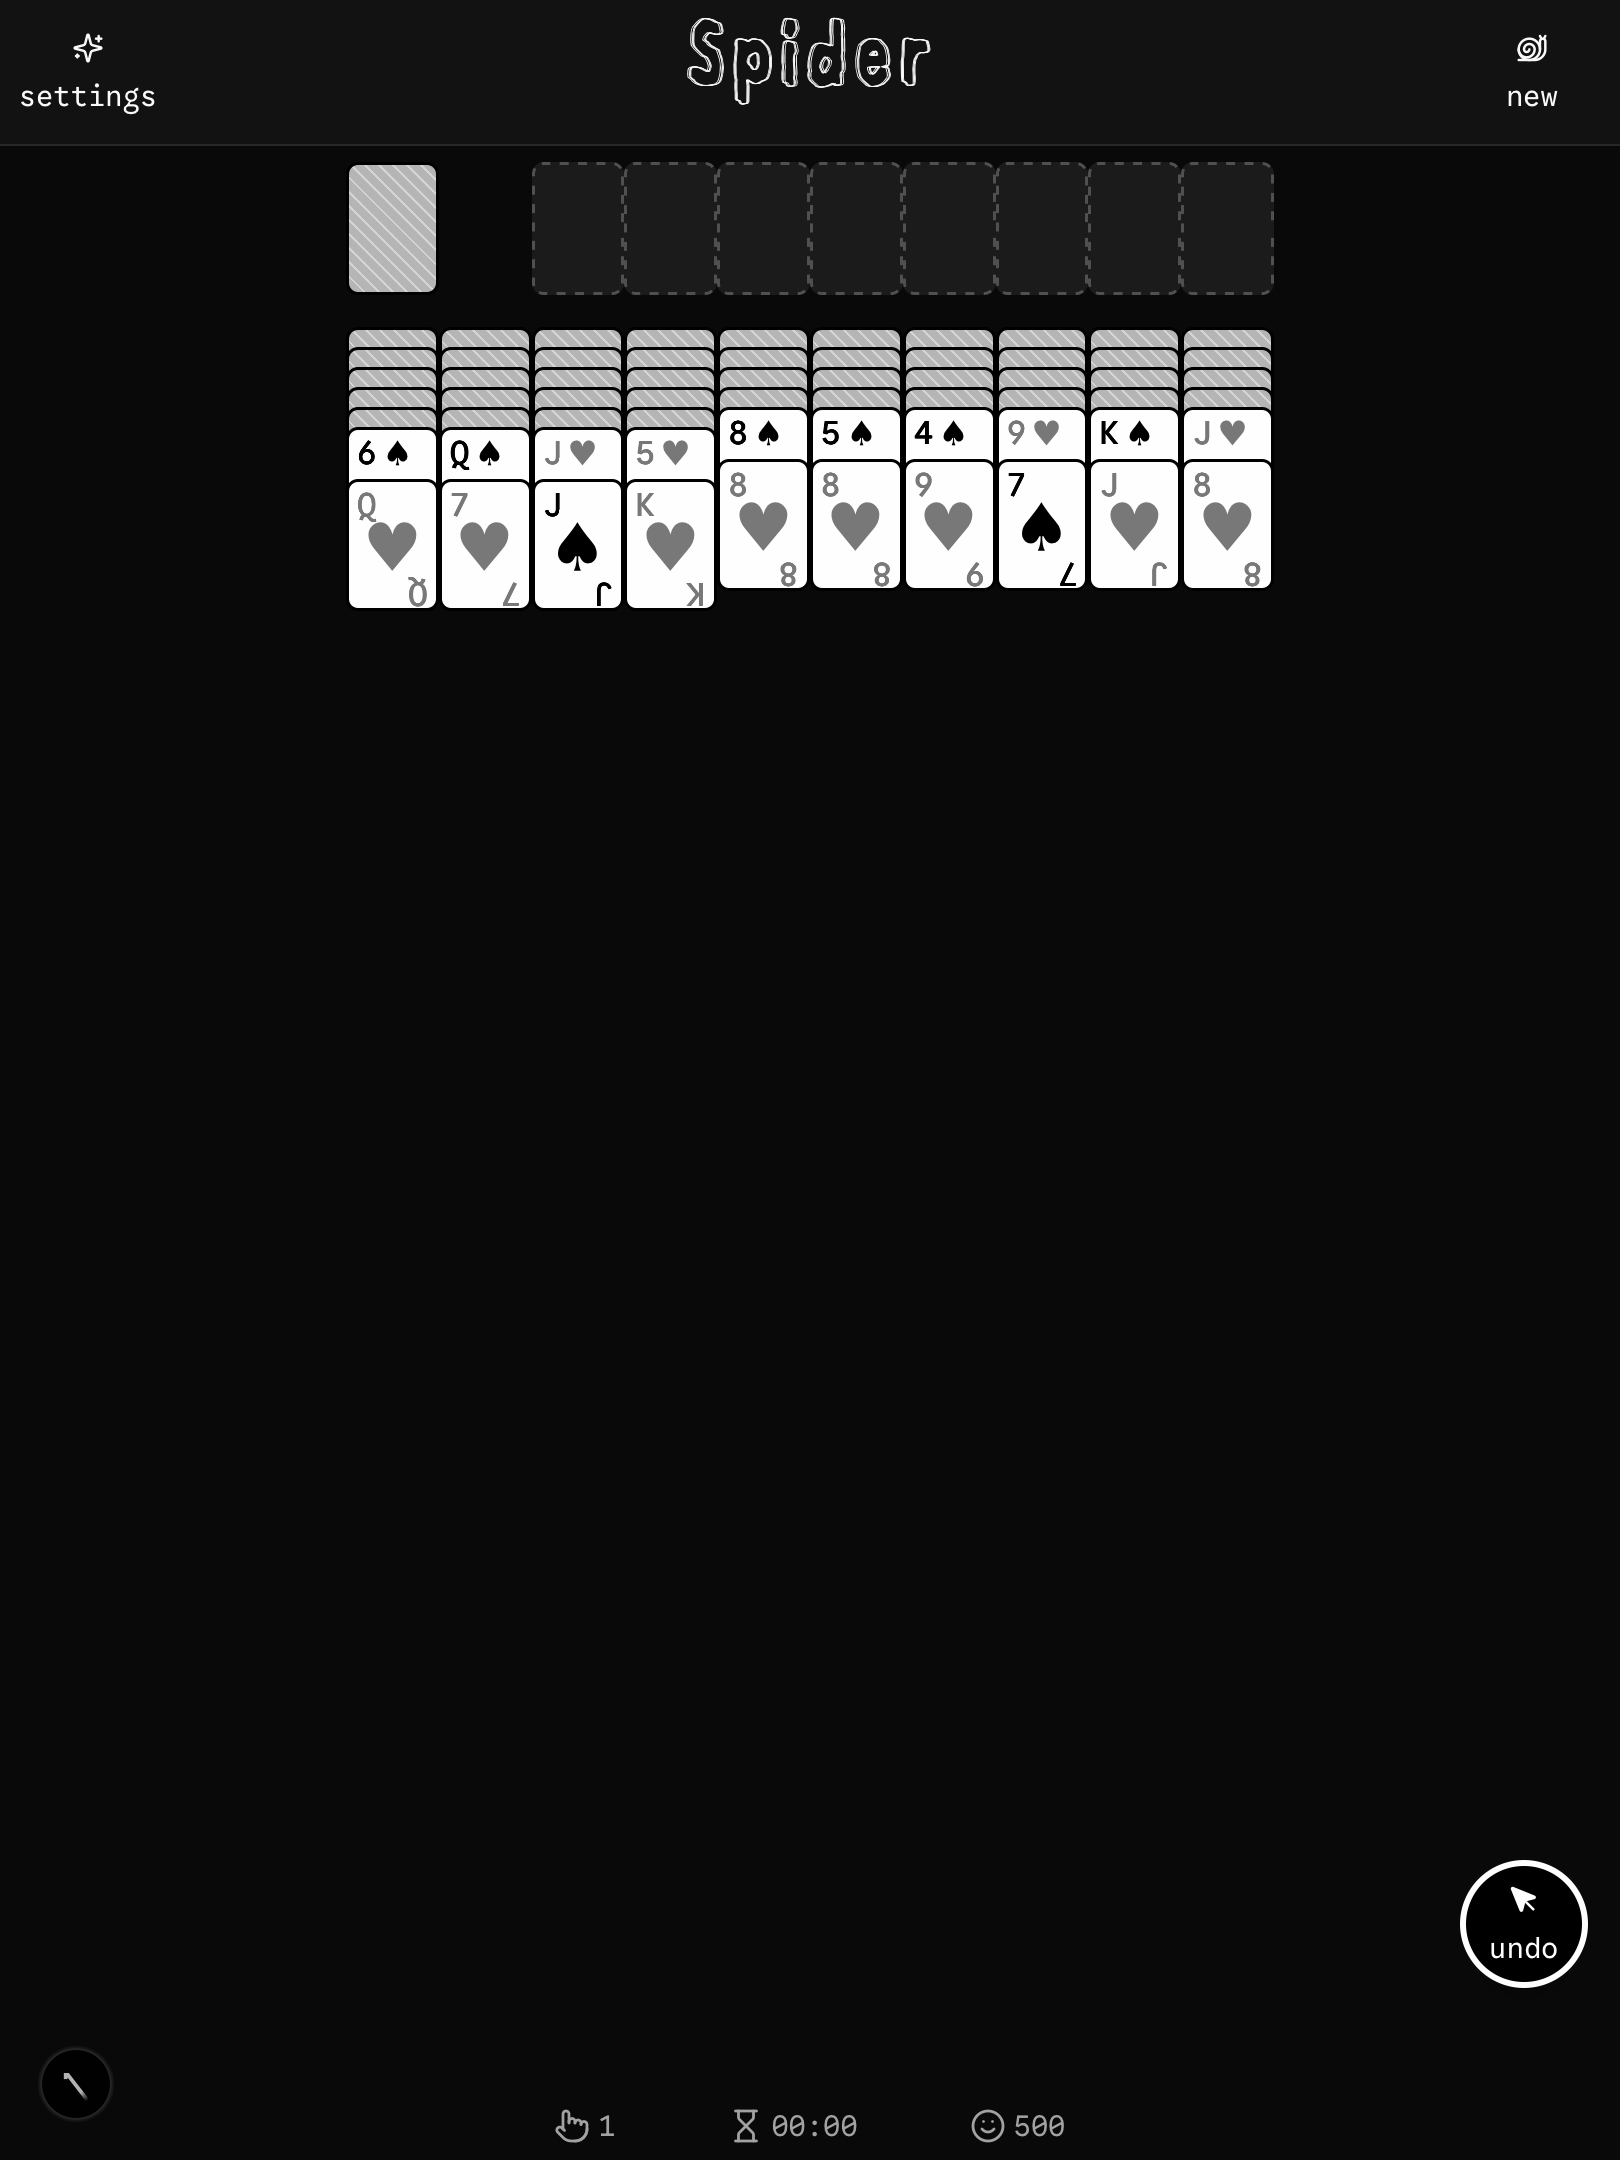 Spider
settings
new
8♠ 5♠ 4♠ 9♥ K♠ J♥
6♠ Q♠ J♥ 5♥
8 8 9 7 J 8
Q 7 J K
8 8 9 7 J 8
Q 7 J K
undo
1 00:00 500